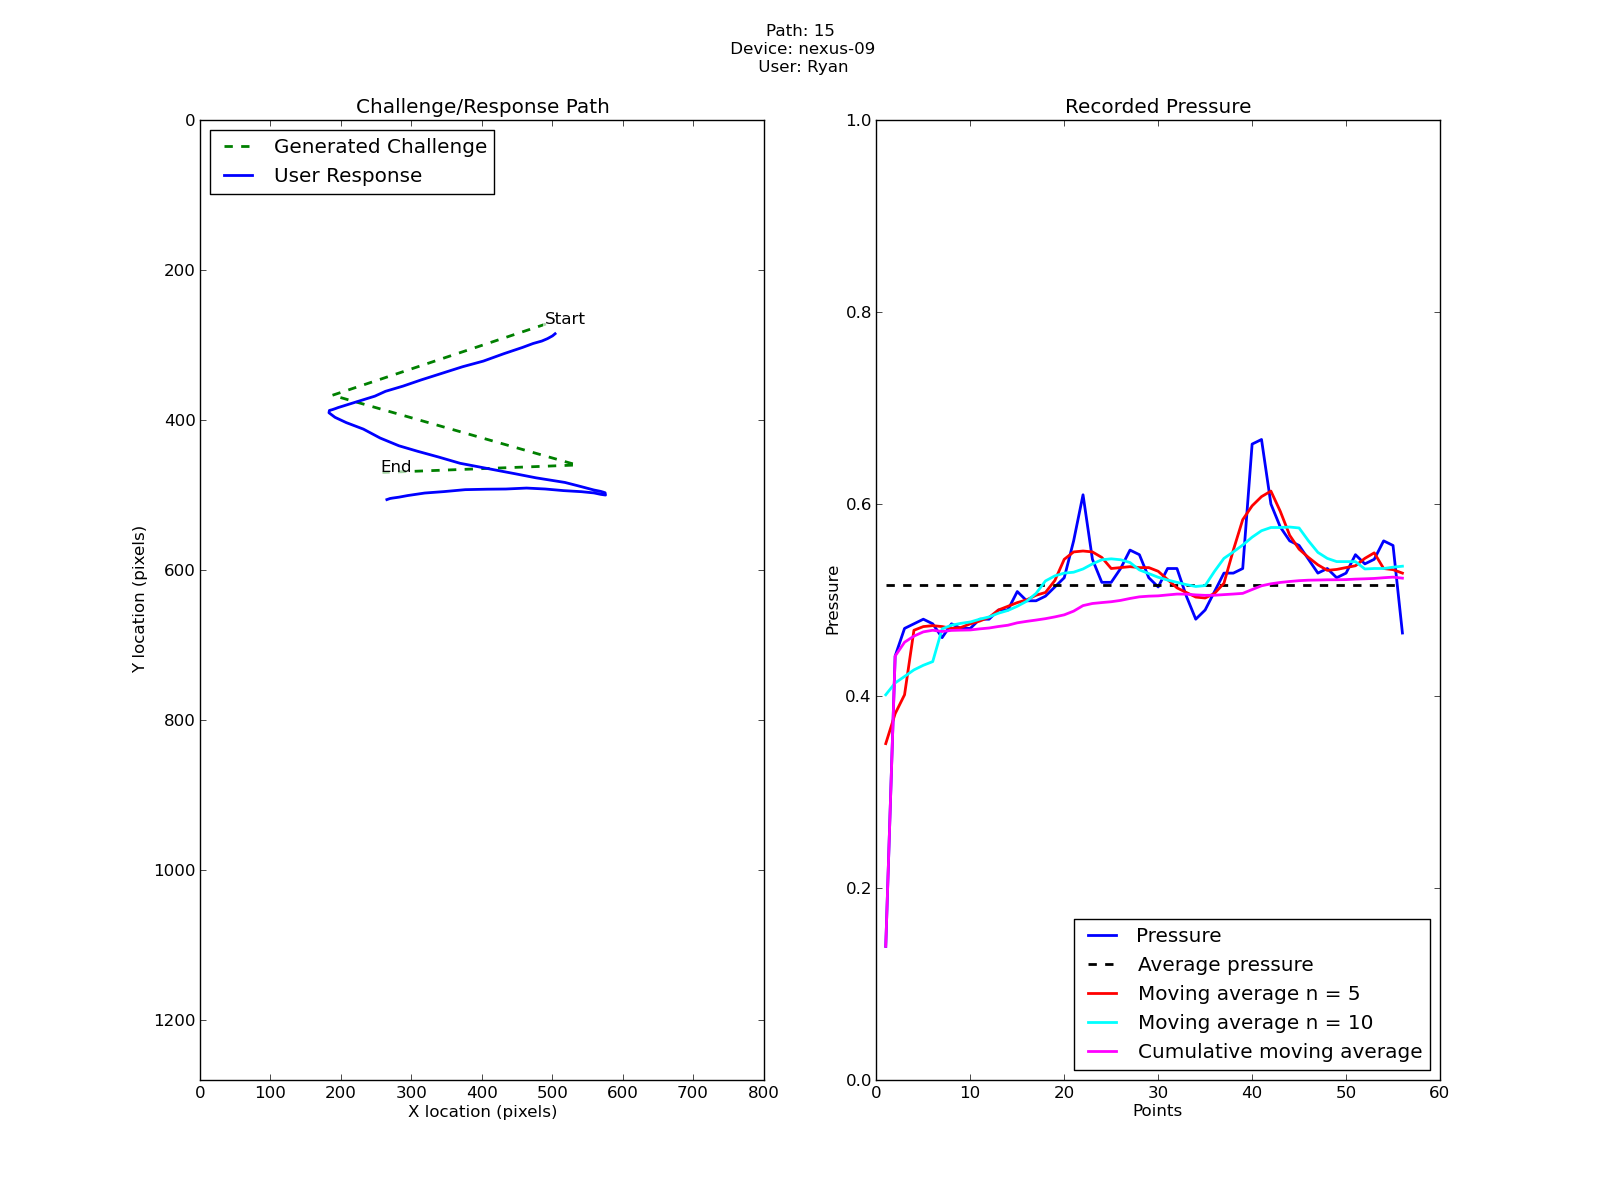 Path: 15
Device: nexus-09
User: Ryan
Challenge/Response Path
0
200
400
600
800
1000
1200
Y location (pixels)
Generated Challenge
User Response
Start
End
0 100 200 300 400 500 600 700 800
X location (pixels)
Recorded Pressure
1.0
0.8
0.6
0.4
0.2
0.0
Pressure
Pressure
Average pressure
Moving average n = 5
Moving average n = 10
Cumulative moving average
0 10 20 30 40 50 60
Points